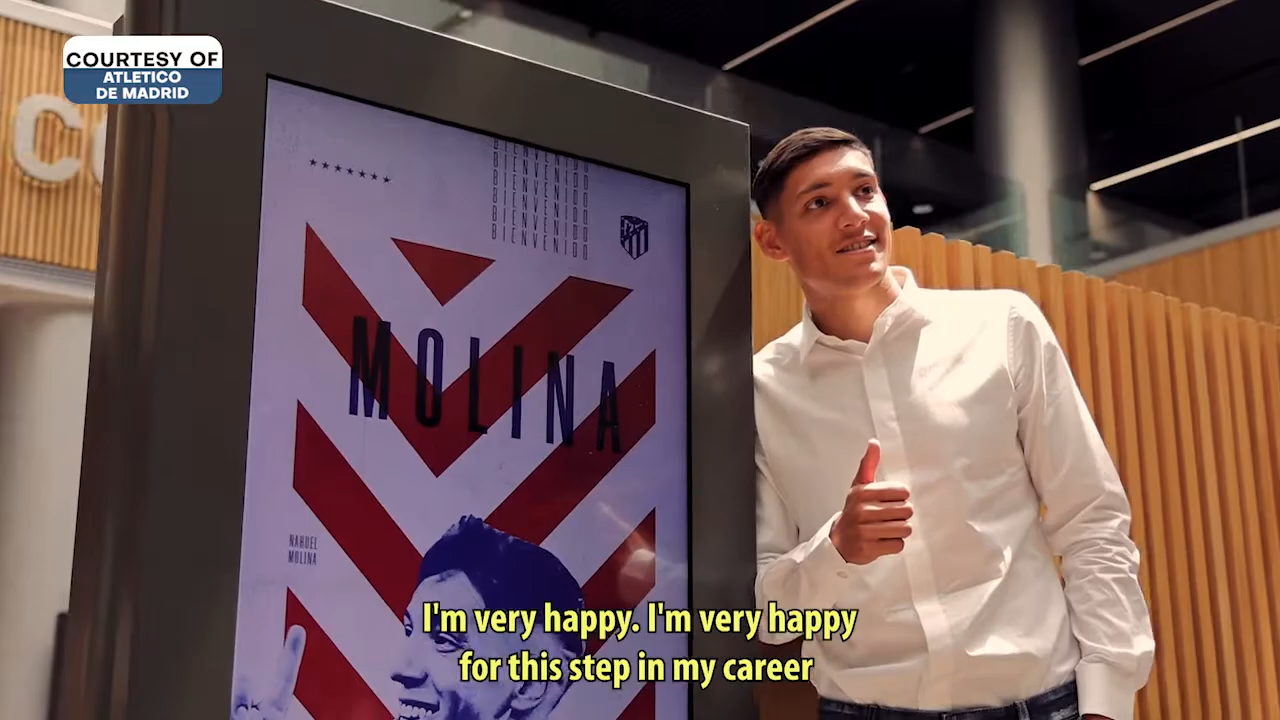 COURTESY OF
ATLETICO
DE MADRID
BIENVENIDO
BIENVENIDO
BIENVENIDO
BIENVENIDO
BIENVENIDO
BIENVENIDO
MOLINA
NAHUEL
MOLINA
I'm very happy. I'm very happy
for this step in my career